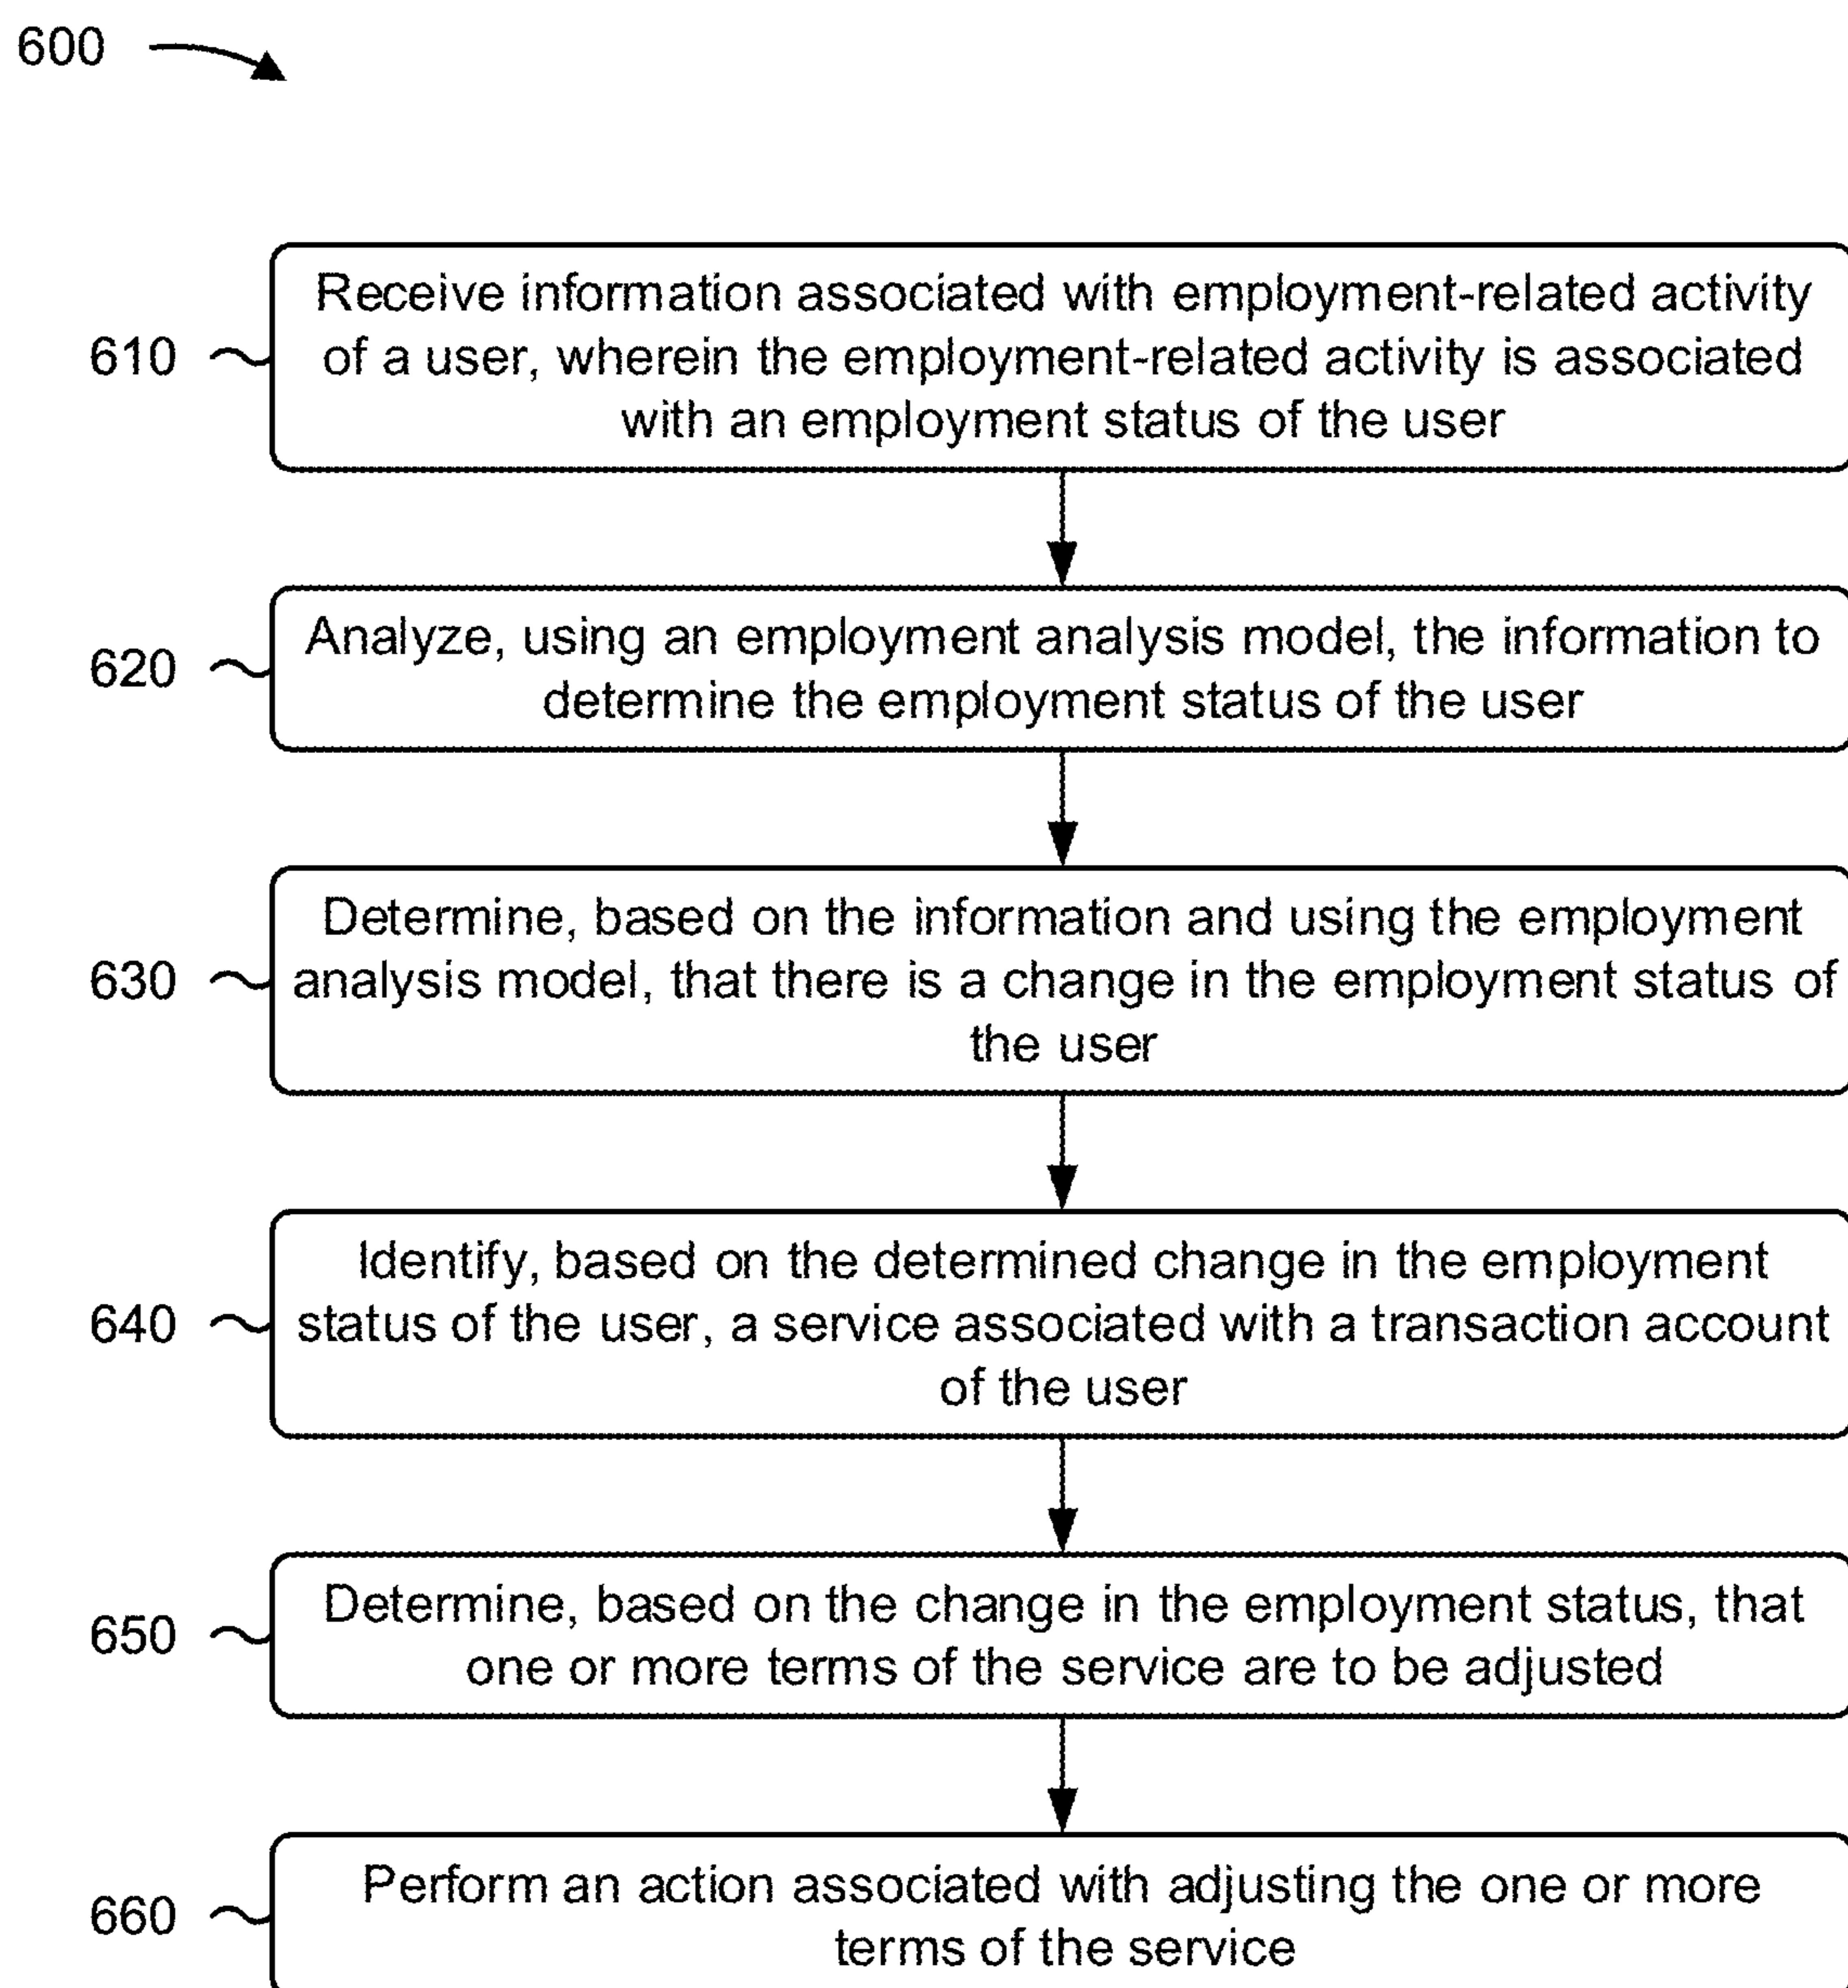 600
Receive information associated with employment-related activity
of a user, wherein the employment-related activity is associated
with an employment status of the user
610
Analyze, using an employment analysis model, the information to
determine the employment status of the user
620
Determine, based on the information and using the employment
analysis model, that there is a change in the employment status of
the user
630
Identify, based on the determined change in the employment
status of the user, a service associated with a transaction account
of the user
640
Determine, based on the change in the employment status, that
one or more terms of the service are to be adjusted
650
Perform an action associated with adjusting the one or more
terms of the service
660